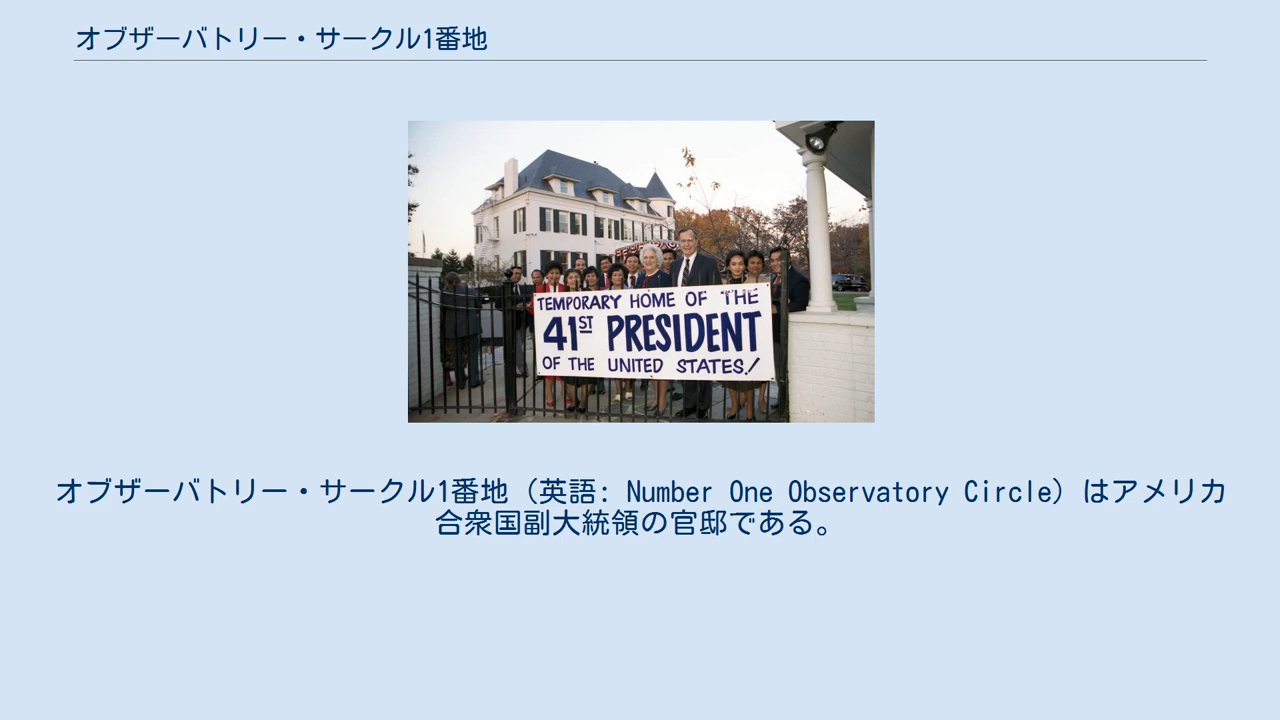 オブザーバトリー・サークル1番地
TEMPORARY HOME OF THE
41ST PRESIDENT
OF THE UNITED STATES!
オブザーバトリー・サークル1番地（英語: Number One Observatory Circle）はアメリカ
合衆国副大統領の官邸である。